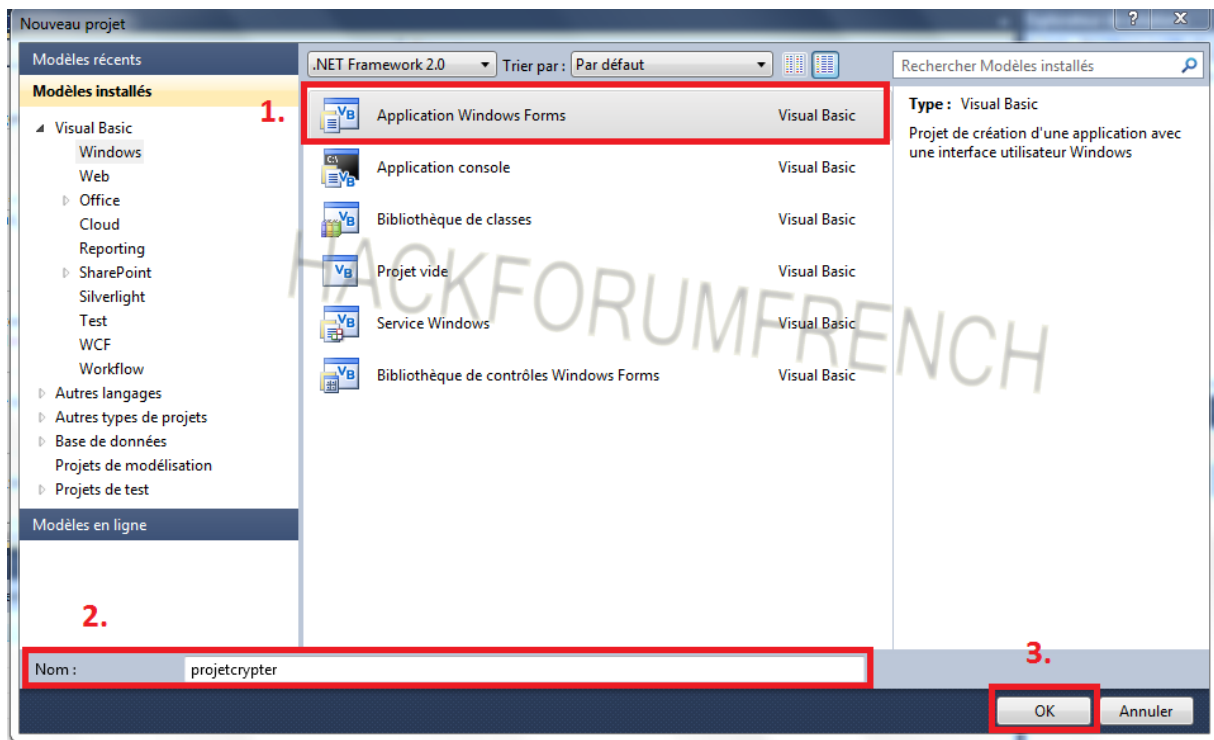 Nouveau projet
Modèles récents
Modèles installés
Visual Basic
Windows
Web
Office
Cloud
Reporting
SharePoint
Silverlight
Test
WCF
Workflow
Autres langages
Autres types de projets
Base de données
Projets de modélisation
Projets de test
Modèles en ligne
.NET Framework 2.0 Trier par : Par défaut
1.
Application Windows Forms Visual Basic
Application console Visual Basic
Bibliothèque de classes Visual Basic
Projet vide Visual Basic
Service Windows Visual Basic
Bibliothèque de contrôles Windows Forms Visual Basic
HACKFORUMFRENCH
Rechercher Modèles installés
Type : Visual Basic
Projet de création d'une application avec
une interface utilisateur Windows
2.
Nom : projetcrypter
3.
OK Annuler